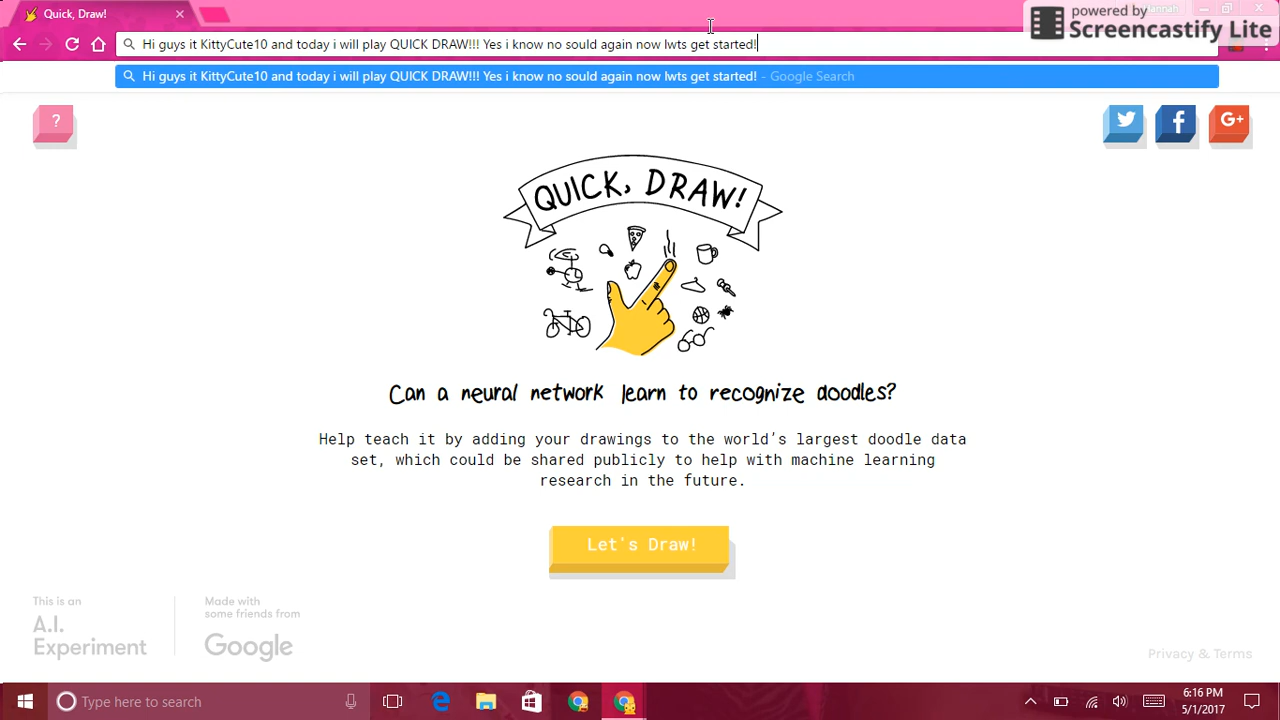 Quick, Draw!
Hannah
powered by
Screencastify Lite
Hi guys it KittyCute10 and today i will play QUICK DRAW!!! Yes i know no sould again now lwts get started!
Hi guys it KittyCute10 and today i will play QUICK DRAW!!! Yes i know no sould again now lwts get started! - Google Search
?
G+
QUICK, DRAW!
Can a neural network learn to recognize doodles?
Help teach it by adding your drawings to the world's largest doodle data
set, which could be shared publicly to help with machine learning
research in the future.
Let's Draw!
This is an
A.I.
Experiment
Made with
some friends from
Google
Privacy & Terms
Type here to search
6:16 PM
5/1/2017